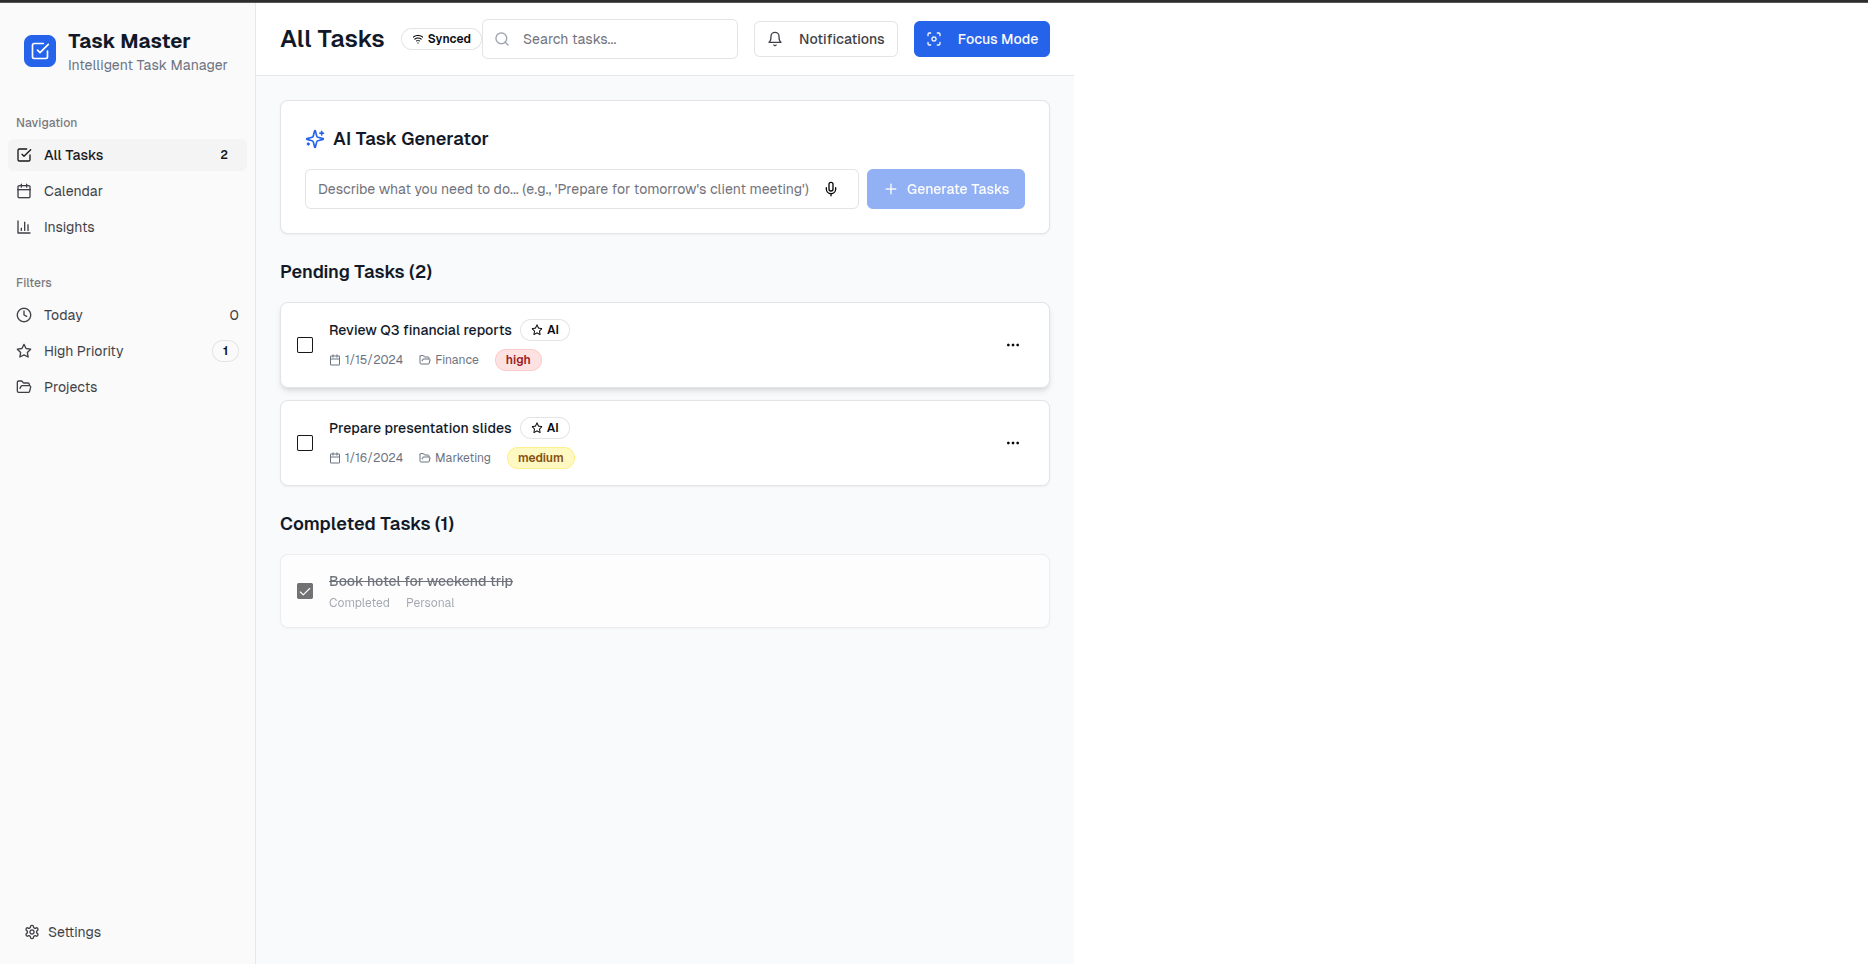 Task Master
Intelligent Task Manager
Navigation
All Tasks 2
Calendar
Insights
Filters
Today 0
High Priority 1
Projects
Settings
All Tasks Synced Search tasks... Notifications Focus Mode
AI Task Generator
Describe what you need to do... (e.g., 'Prepare for tomorrow's client meeting') Generate Tasks
Pending Tasks (2)
Review Q3 financial reports AI
1/15/2024 Finance high
Prepare presentation slides AI
1/16/2024 Marketing medium
Completed Tasks (1)
Book hotel for weekend trip
Completed Personal